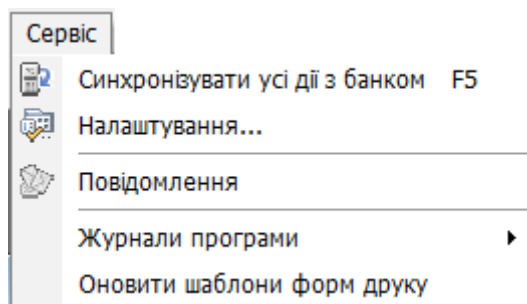 Сервіс
Синхронізувати усі дії з банком F5
Налаштування...
Повідомлення
Журнали програми
Оновити шаблони форм друку